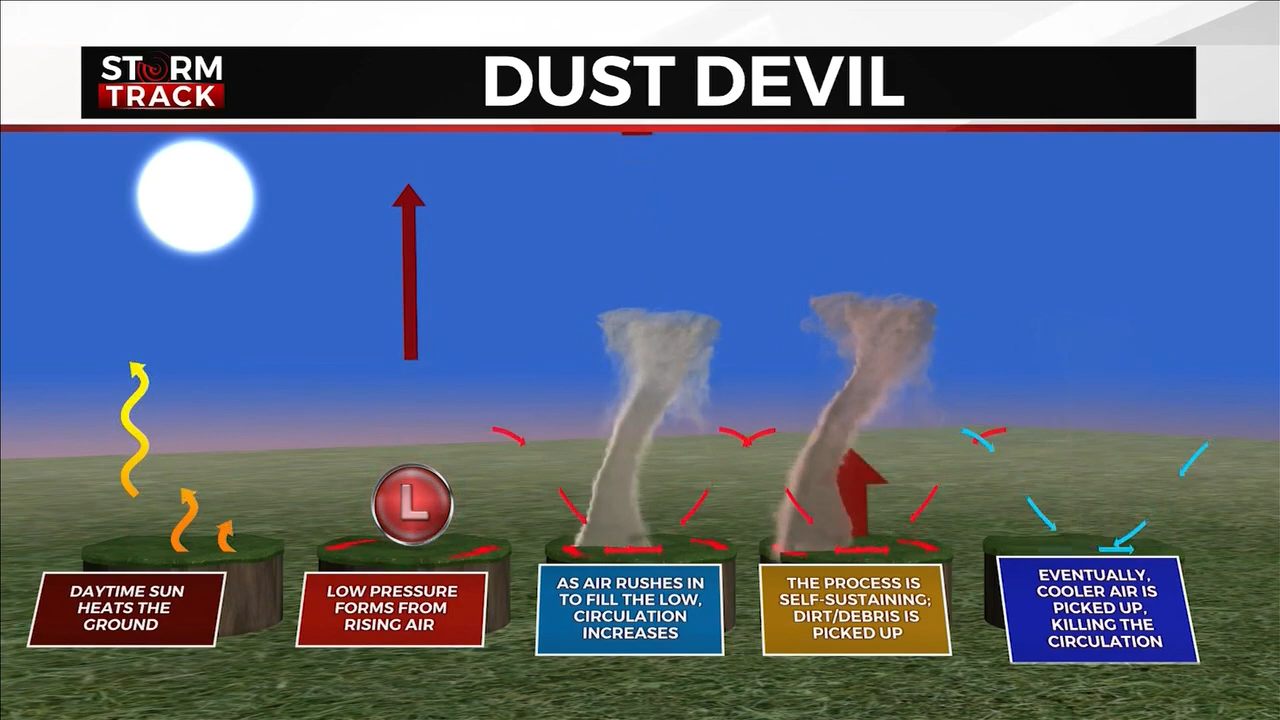 STORM
TRACK
DUST DEVIL
L
DAYTIME SUN
HEATS THE
GROUND
LOW PRESSURE
FORMS FROM
RISING AIR
AS AIR RUSHES IN
TO FILL THE LOW,
CIRCULATION
INCREASES
THE PROCESS IS
SELF-SUSTAINING;
DIRT/DEBRIS IS
PICKED UP
EVENTUALLY,
COOLER AIR IS
PICKED UP,
KILLING THE
CIRCULATION